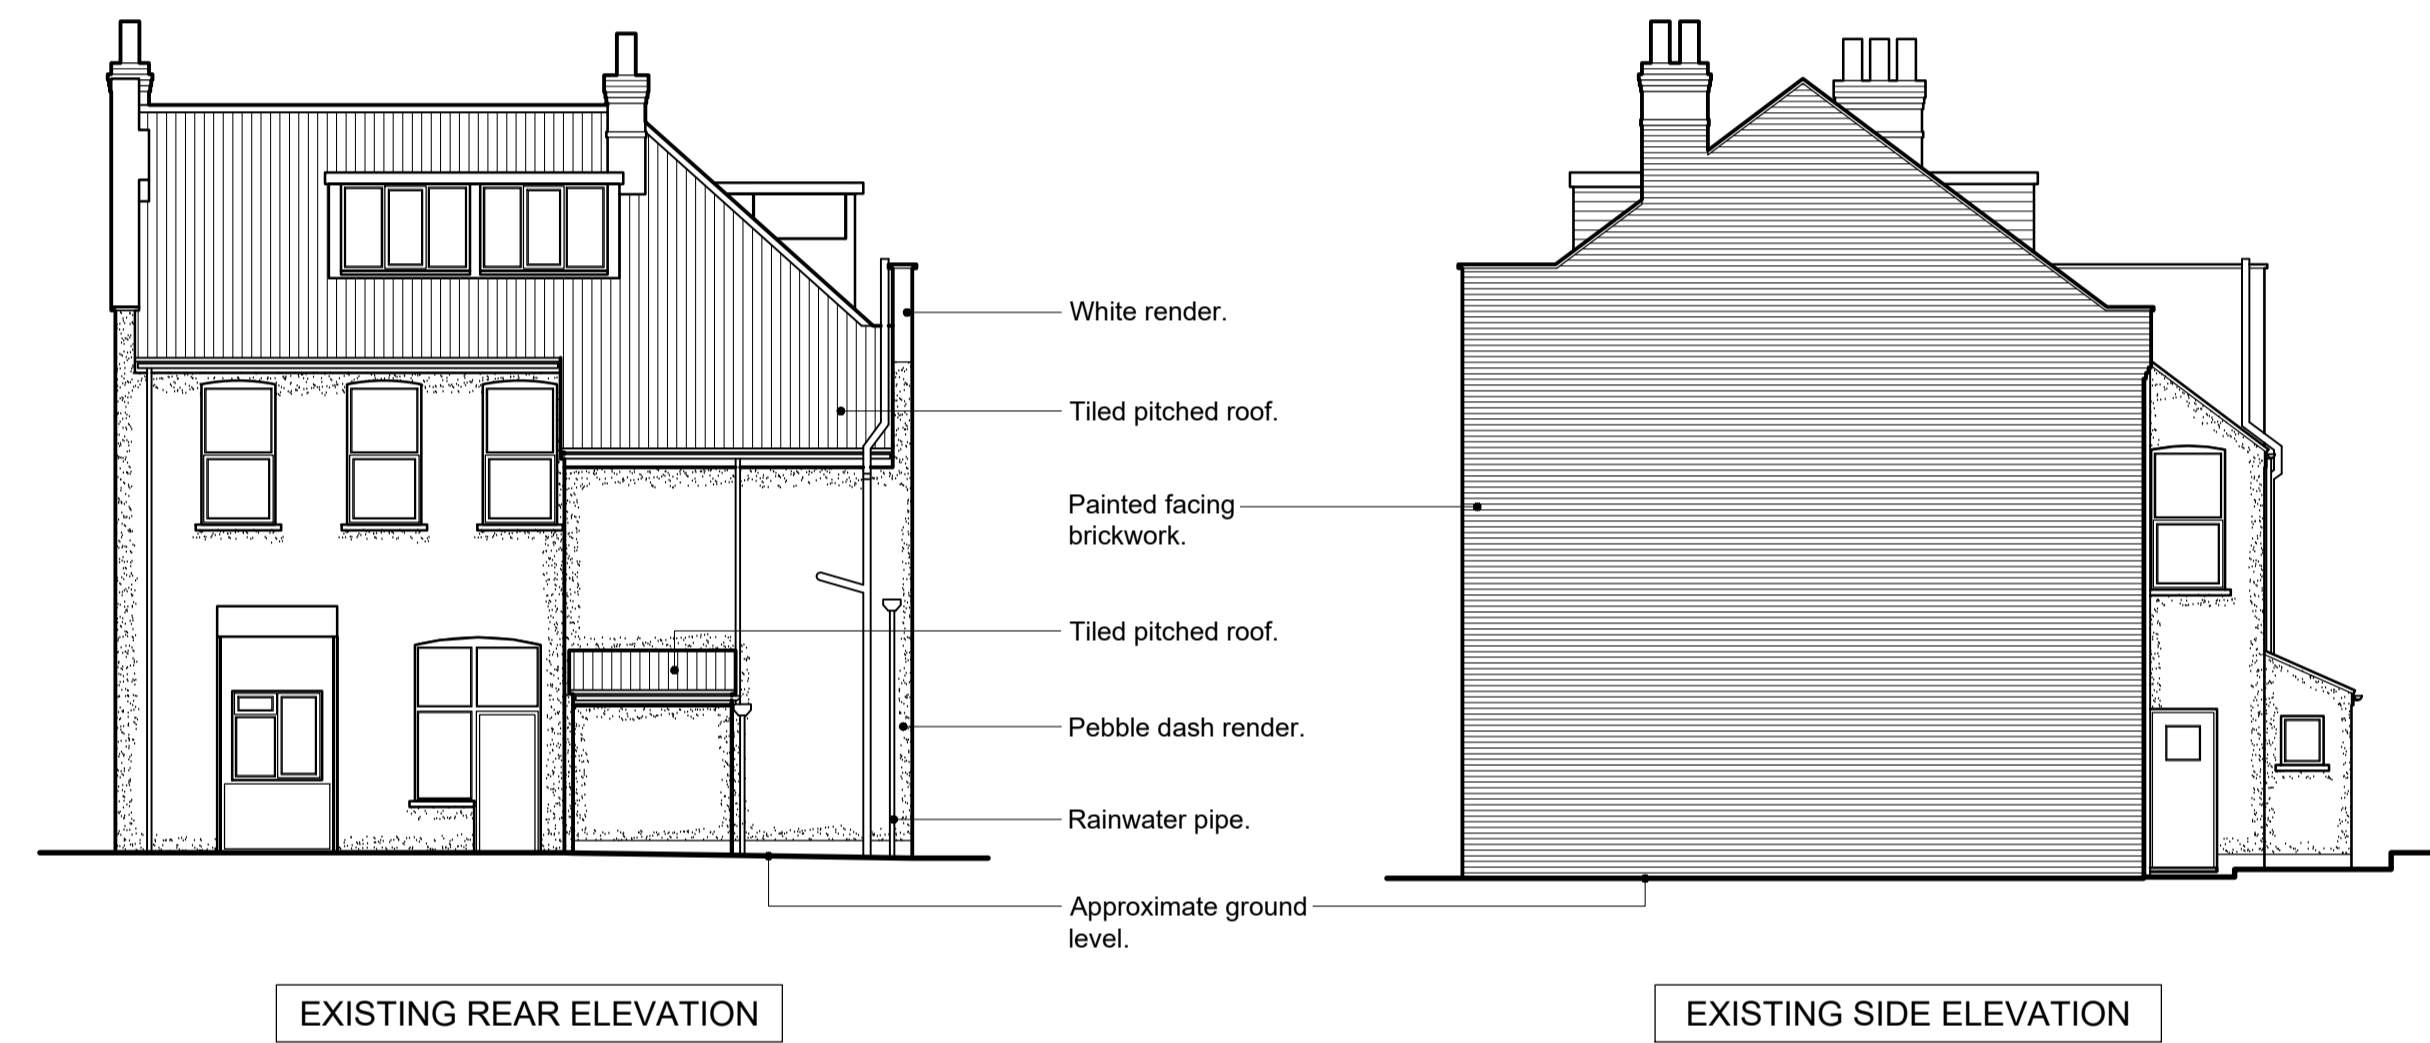 White render.
Tiled pitched roof.
Painted facing
brickwork.
Tiled pitched roof.
Pebble dash render.
Rainwater pipe.
Approximate ground
level.
EXISTING REAR ELEVATION
EXISTING SIDE ELEVATION